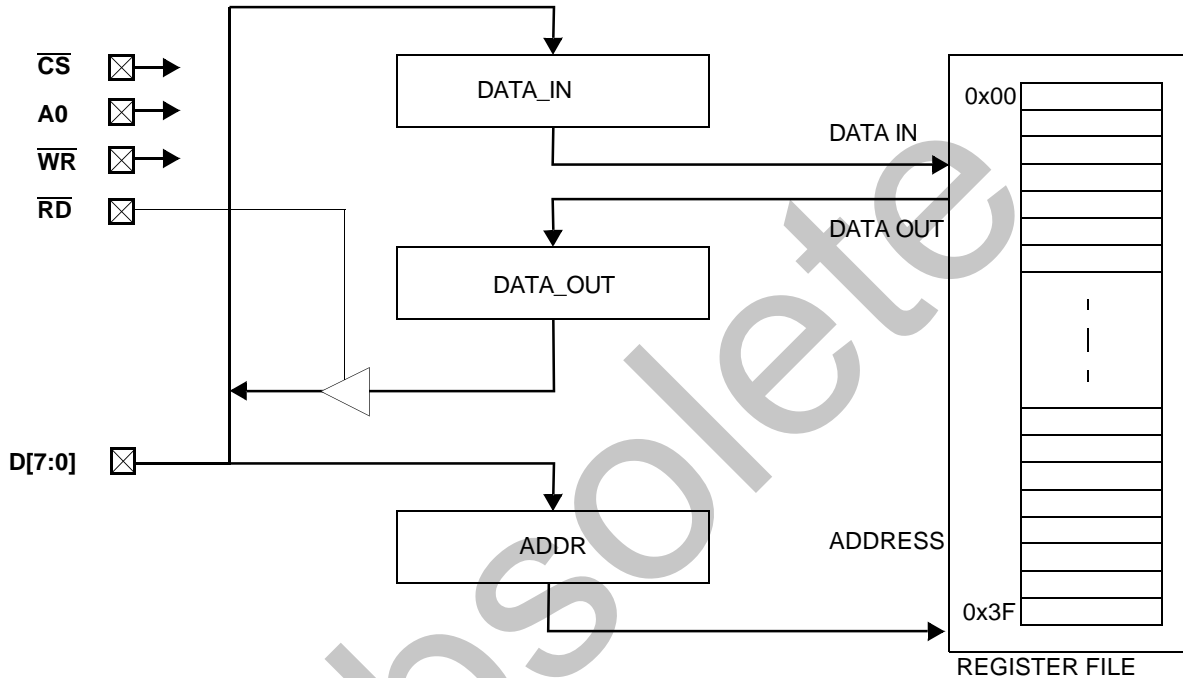 CS
A0
WR
RD
D[7:0]
DATA_IN
DATA_OUT
ADDR
DATA IN
DATA OUT
ADDRESS
0x00
0x3F
REGISTER FILE
obsolete